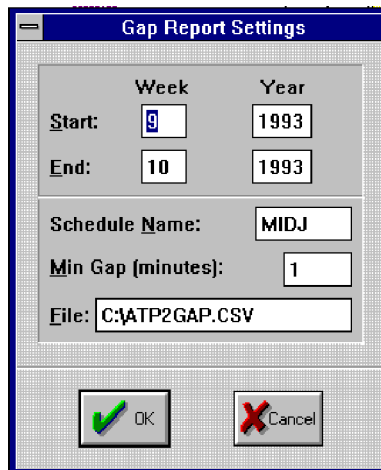 Gap Report Settings
Week Year
Start: 9 1993
End: 10 1993
Schedule Name: MIDJ
Min Gap (minutes): 1
File: C:\ATP2GAP.CSV
OK Cancel